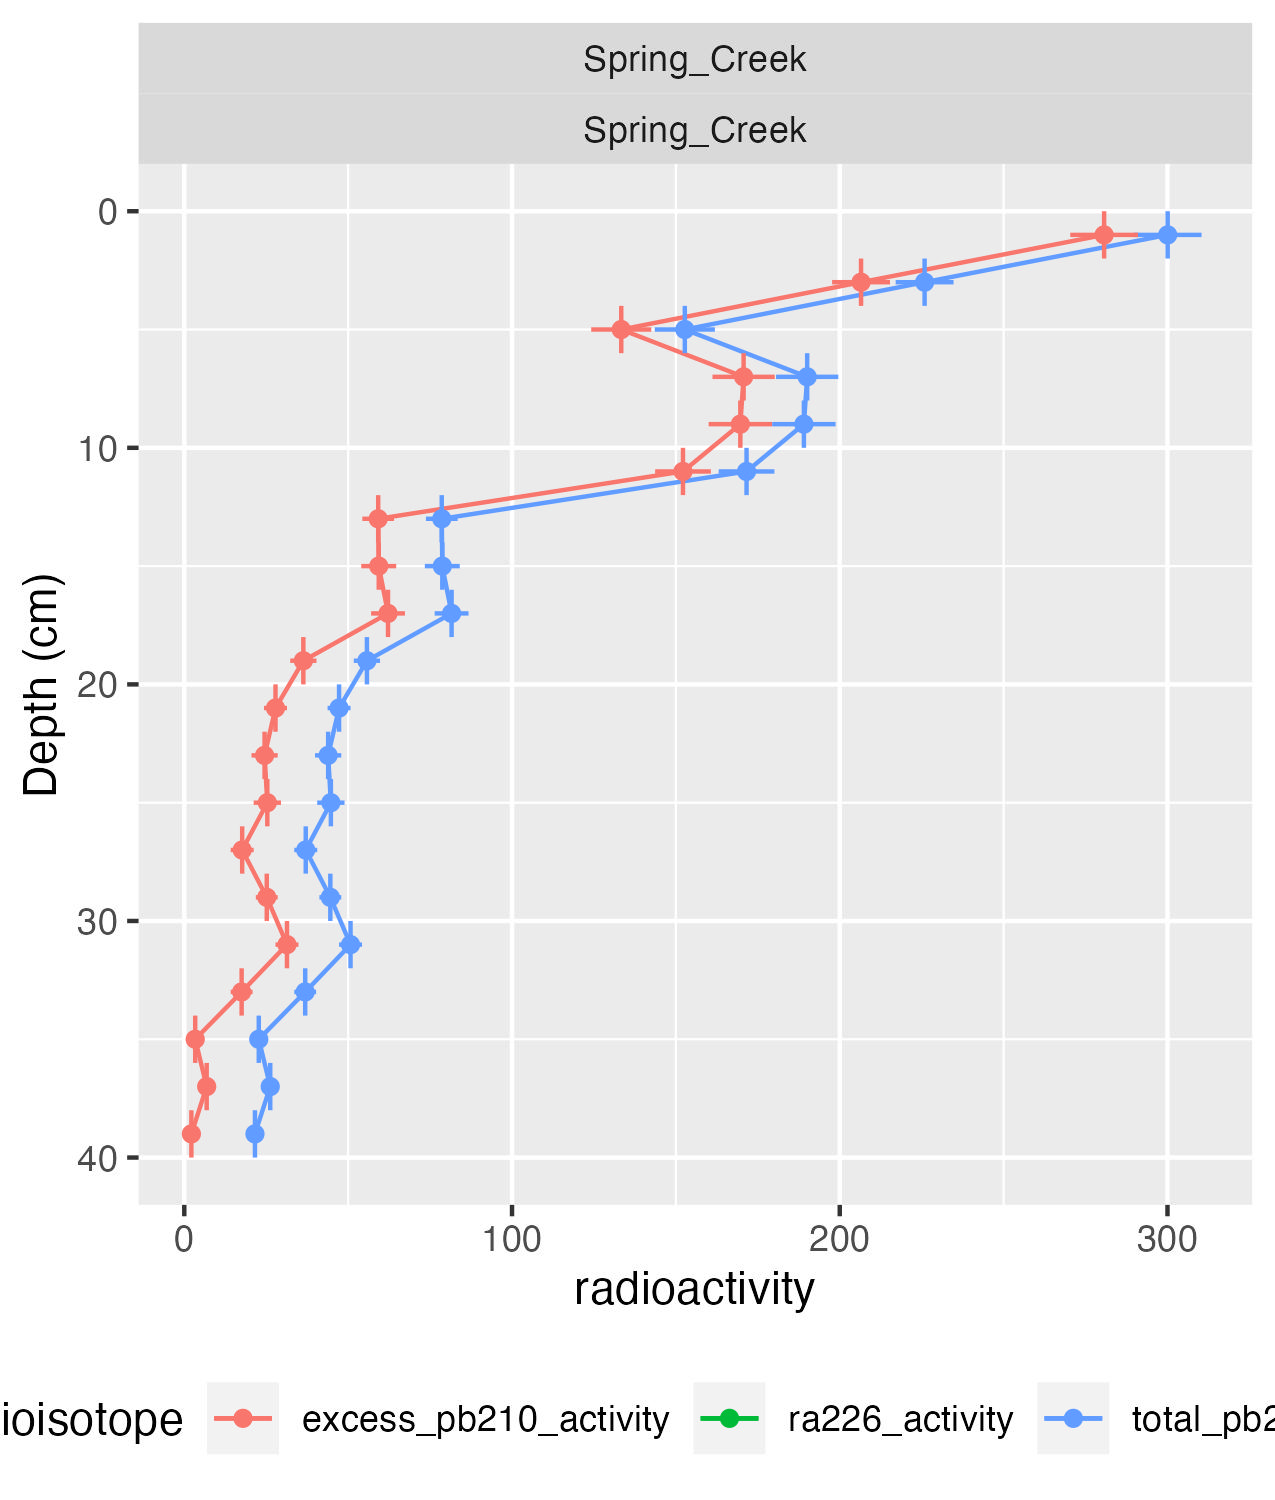 Spring_Creek
Spring_Creek
0
10
20
30
40
Depth (cm)
0 100 200 300
radioactivity
ioisotope excess_pb210_activity ra226_activity total_pb2